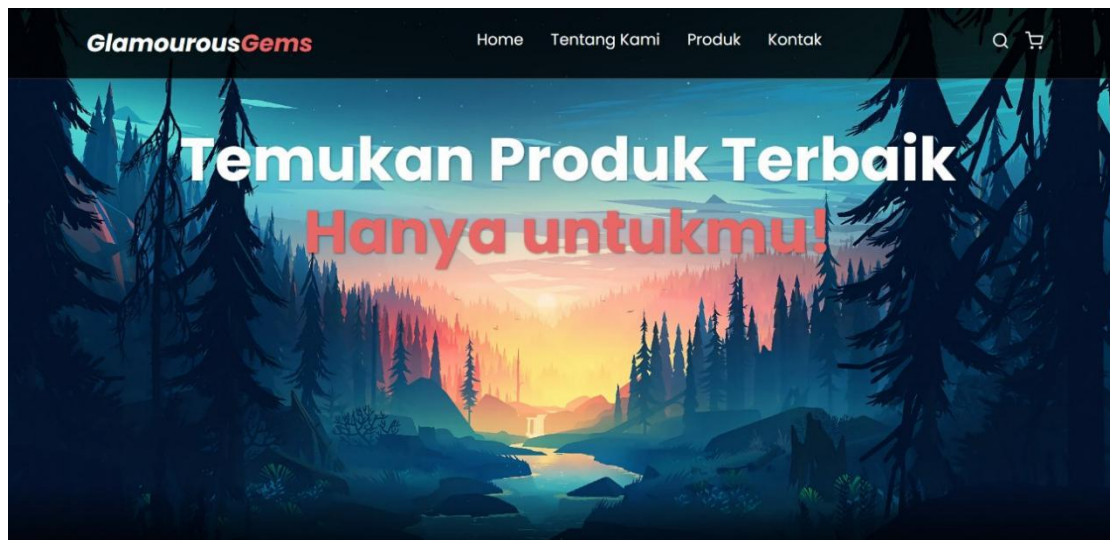 GlamourousGems
Home Tentang Kami Produk Kontak
Temukan Produk Terbaik
Hanya untukmu!